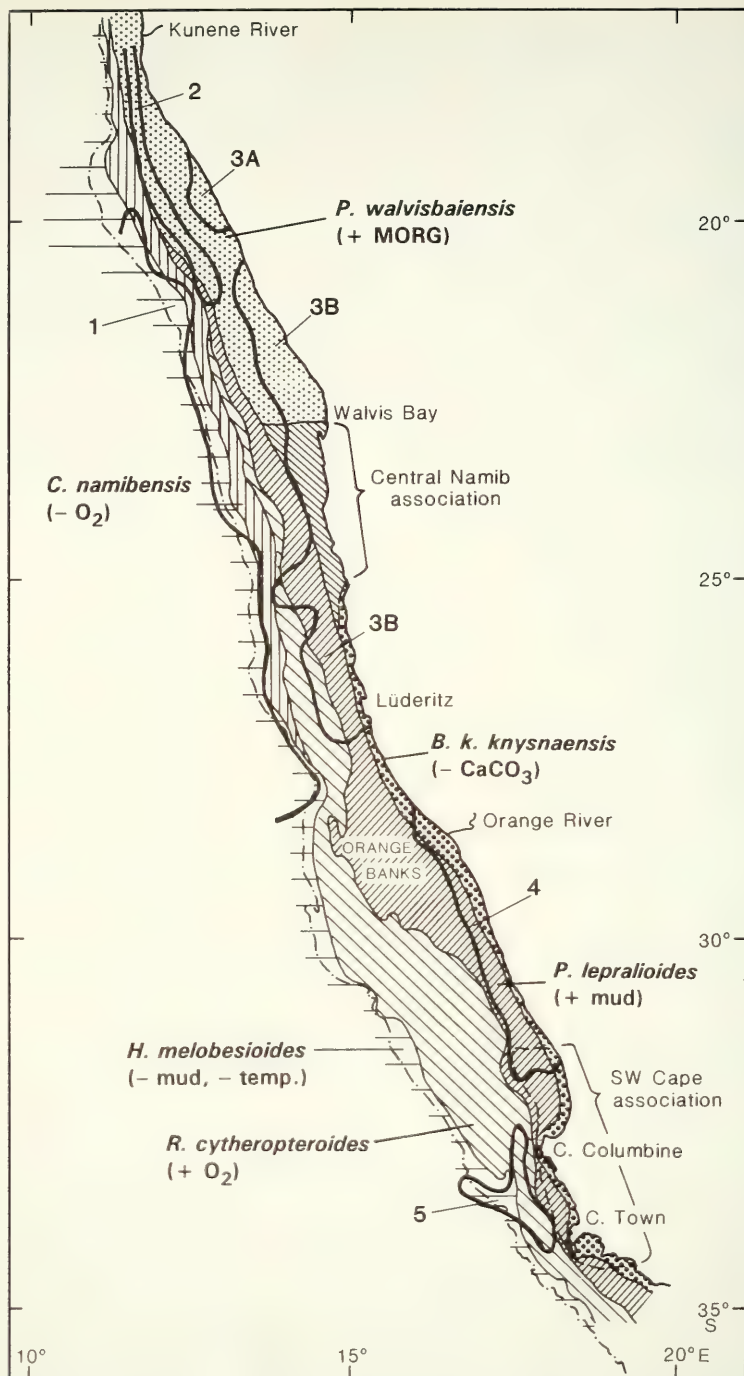 Kunene River
2
3A
P. walvisbaiensis
(+ MORG)
20°
3B
1
Walvis Bay
Central Namib
association
C. namibensis
(– O₂)
25°
3B
Lüderitz
B. k. knysnaensis
(– CaCO₃)
Orange River
ORANGE
BANKS
4
30°
P. lepralioides
(+ mud)
H. melobesioides
(– mud, – temp.)
SW Cape
association
R. cytheropteroides
(+ O₂)
C. Columbine
5
C. Town
35°
S
10°
15°
20° E